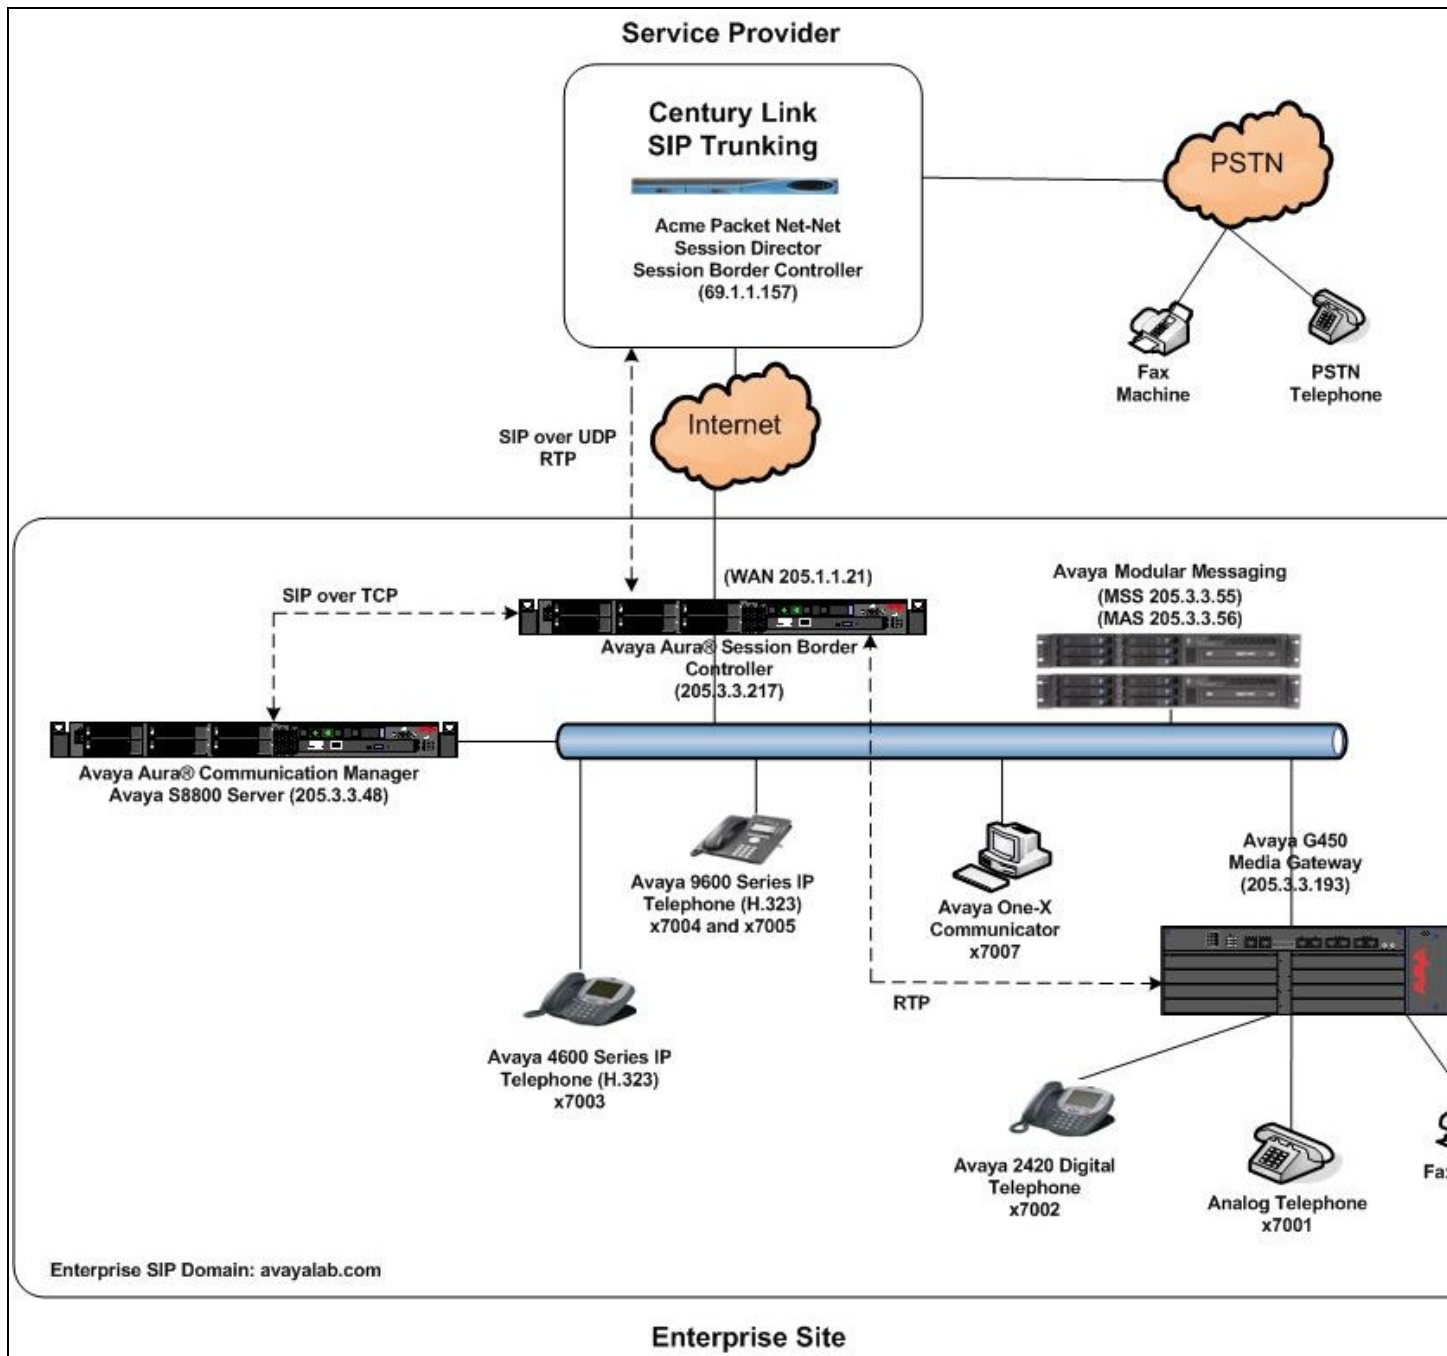 Service Provider
Century Link
SIP Trunking
Acme Packet Net-Net
Session Director
Session Border Controller
(69.1.1.157)
PSTN
Fax
Machine
PSTN
Telephone
Internet
SIP over UDP
RTP
(WAN 205.1.1.21)
SIP over TCP
Avaya Aura® Session Border
Controller
(205.3.3.217)
Avaya Modular Messaging
(MSS 205.3.3.55)
(MAS 205.3.3.56)
Avaya Aura® Communication Manager
Avaya S8800 Server (205.3.3.48)
Avaya 9600 Series IP
Telephone (H.323)
x7004 and x7005
Avaya One-X
Communicator
x7007
Avaya G450
Media Gateway
(205.3.3.193)
AVAYA
RTP
Avaya 4600 Series IP
Telephone (H.323)
x7003
Avaya 2420 Digital
Telephone
x7002
Analog Telephone
x7001
Fax
Enterprise SIP Domain: avayalab.com
Enterprise Site